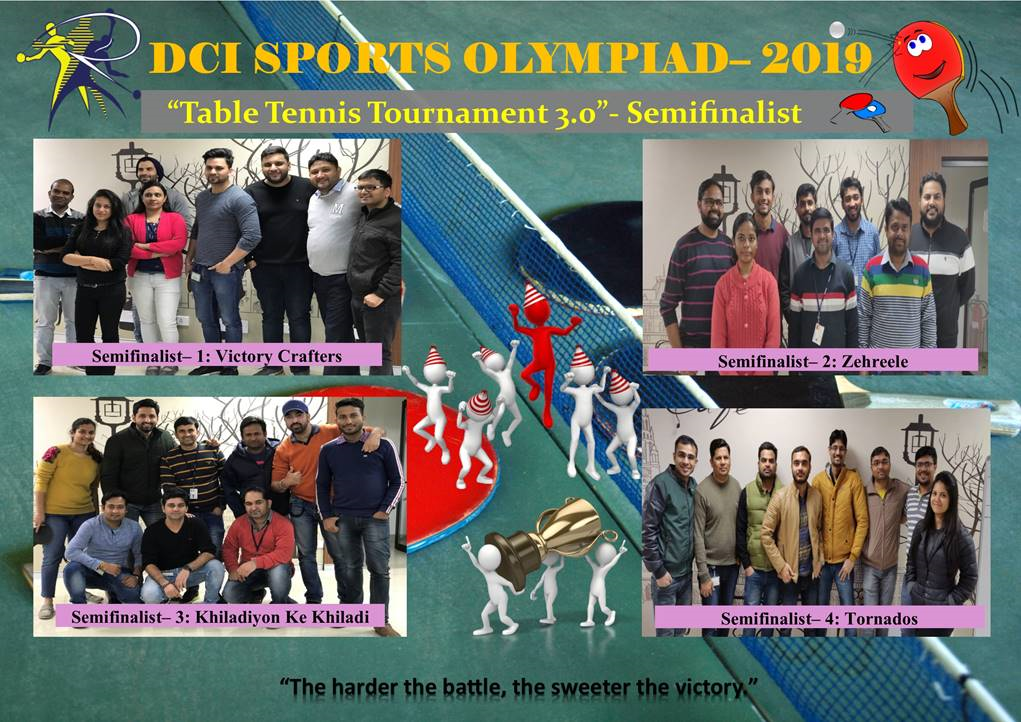 DCI SPORTS OLYMPIAD– 2019
“Table Tennis Tournament 3.0”- Semifinalist
Semifinalist– 1: Victory Crafters
Semifinalist– 2: Zehreele
Semifinalist– 3: Khiladiyon Ke Khiladi
Cafe
Semifinalist– 4: Tornados
“The harder the battle, the sweeter the victory.”